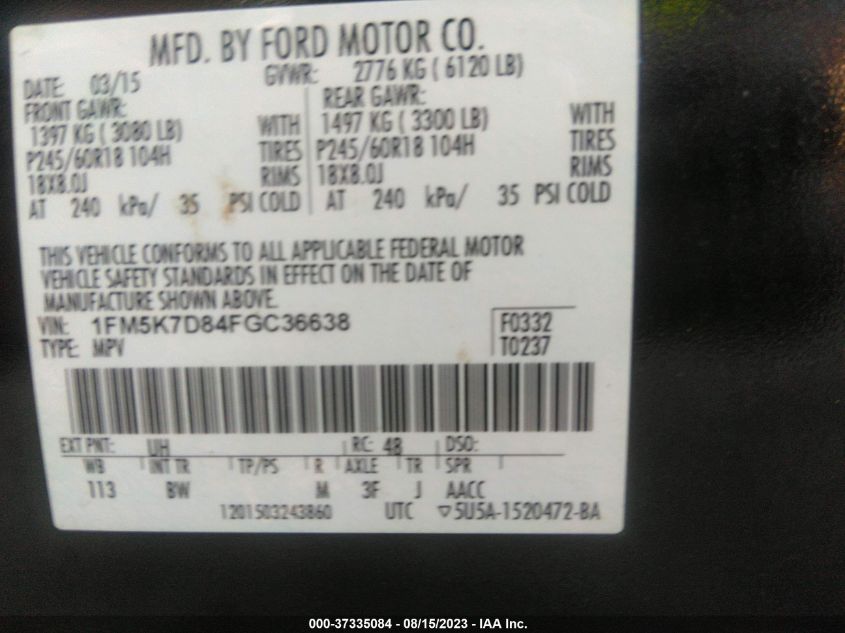 MFD. BY FORD MOTOR CO.
DATE: 03/15 GVWR: 2776 KG ( 6120 LB)
FRONT GAWR: REAR GAWR:
1397 KG ( 3080 LB) WITH 1497 KG ( 3300 LB) WITH
P245/60R18 104H TIRES P245/60R18 104H TIRES
18X8.0J RIMS 18X8.0J RIMS
AT 240 kPa/ 35 PSI COLD AT 240 kPa/ 35 PSI COLD
THIS VEHICLE CONFORMS TO ALL APPLICABLE FEDERAL MOTOR
VEHICLE SAFETY STANDARDS IN EFFECT ON THE DATE OF
MANUFACTURE SHOWN ABOVE.
VIN: 1FM5K7D84FGC36638 F0332
TYPE: MPV T0237
EXT PNT: UH RC: 48 DSO:
WB INT TR TP/PS R AXLE TR SPR
113 BW M 3F J AACC
1201503243860 UTC ▽5U5A-1520472-BA
000-37335084 - 08/15/2023 - IAA Inc.